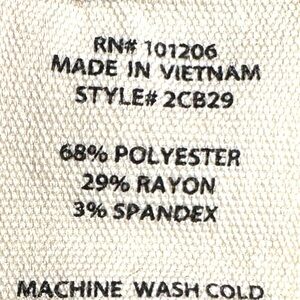 RN# 101206
MADE IN VIETNAM
STYLE# 2CB29
68% POLYESTER
29% RAYON
3% SPANDEX
MACHINE WASH COLD